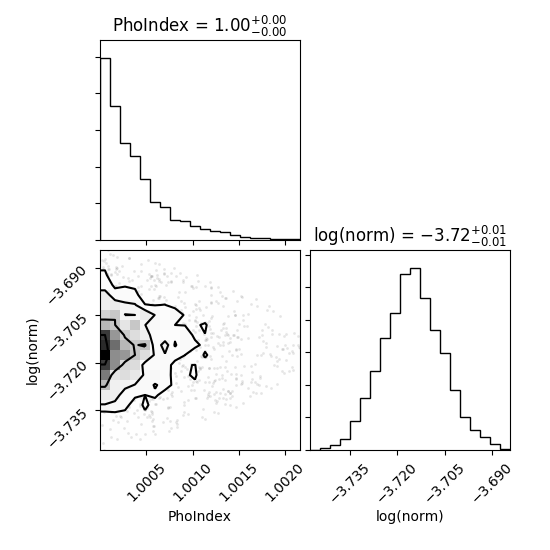 PhoIndex = 1.00+0.00−0.00
log(norm) = −3.72+0.01−0.01
−3.690
−3.705
−3.720
−3.735
log(norm)
1.0005 1.0010 1.0015 1.0020
PhoIndex
−3.735 −3.720 −3.705 −3.690
log(norm)